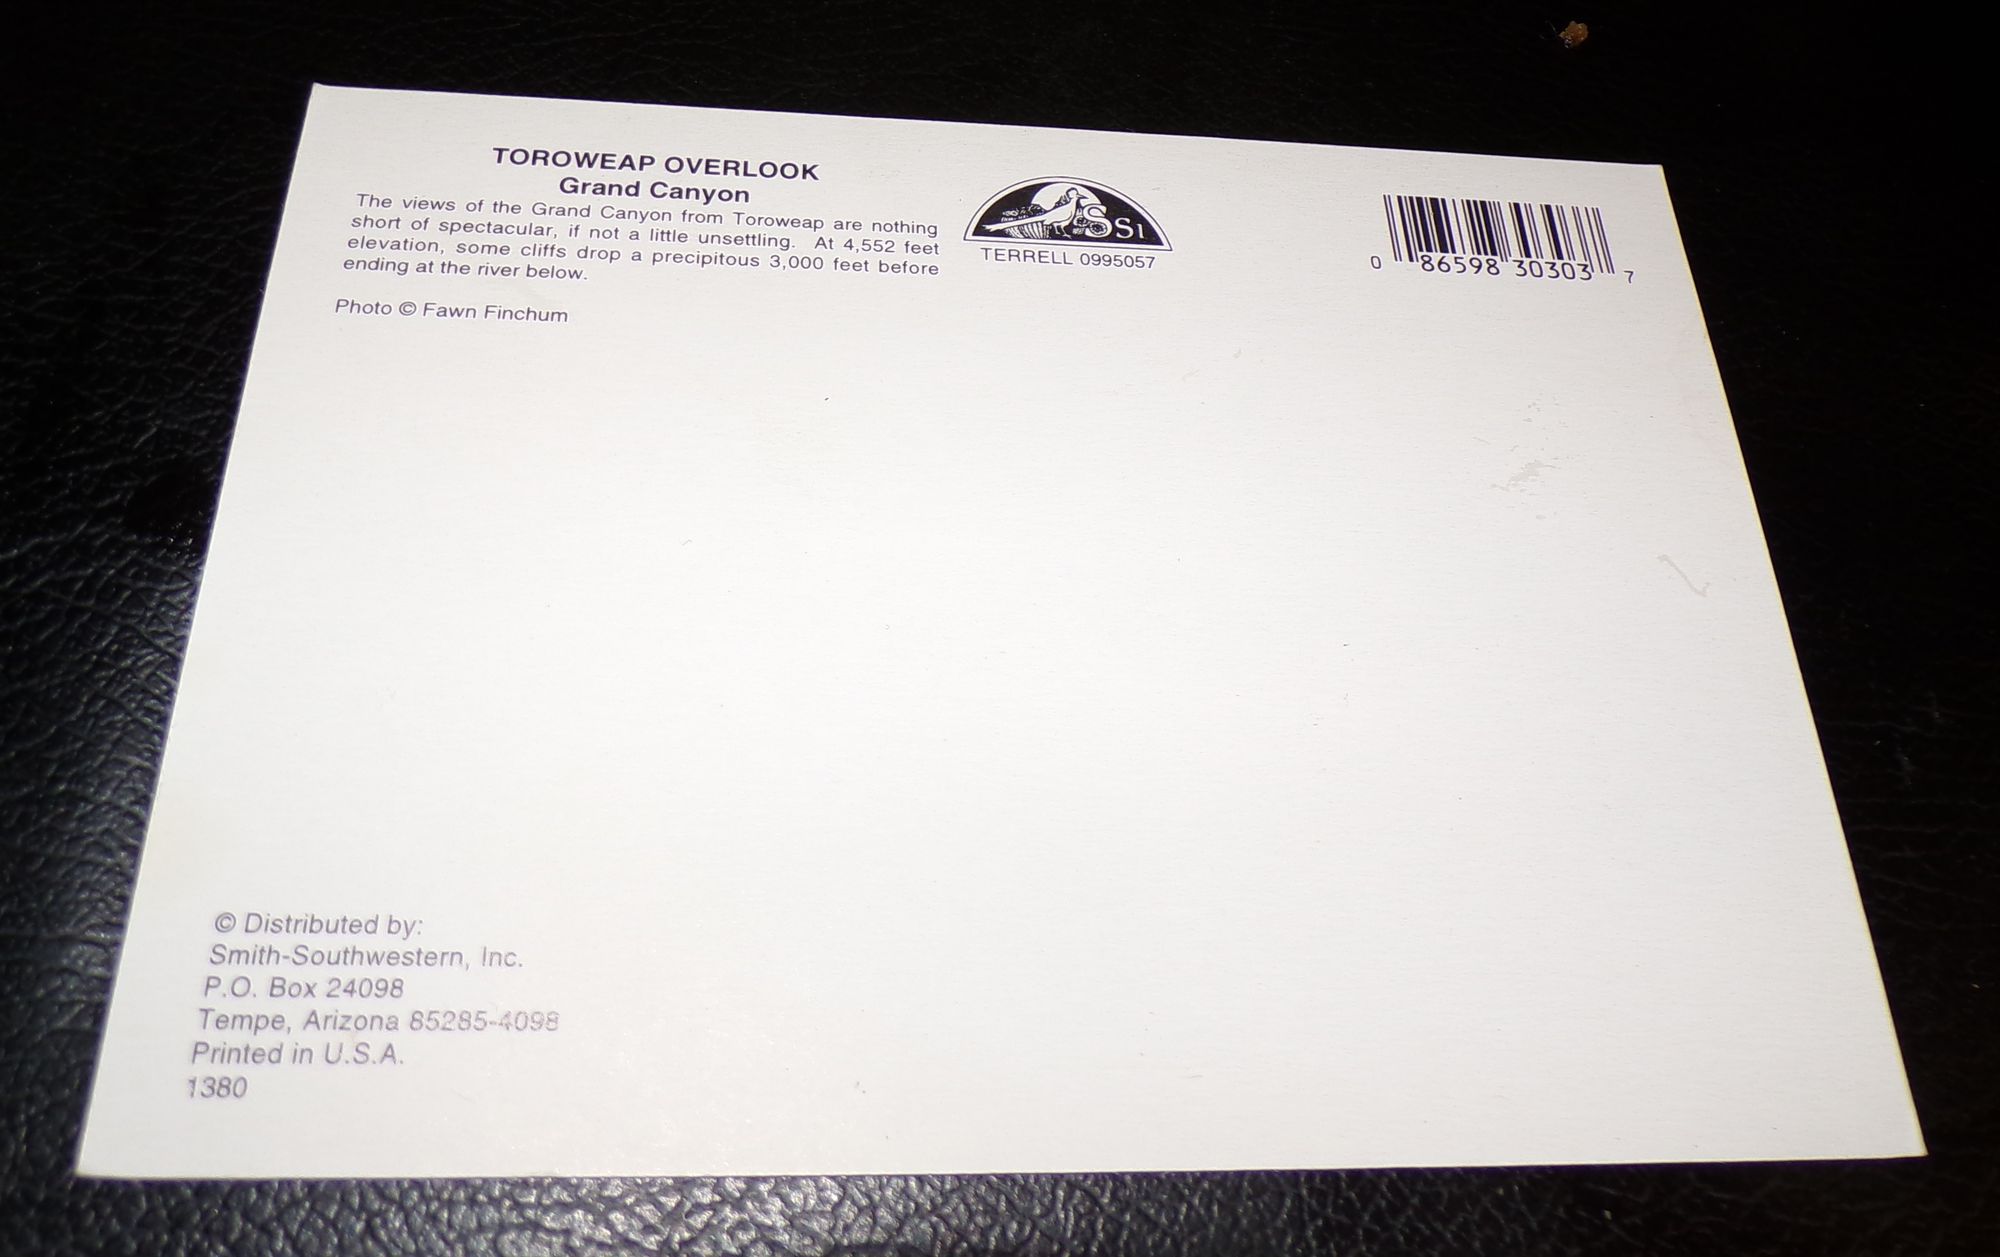 TOROWEAP OVERLOOK
Grand Canyon
The views of the Grand Canyon from Toroweap are nothing
short of spectacular, if not a little unsettling. At 4,552 feet
elevation, some cliffs drop a precipitous 3,000 feet before
ending at the river below.
Photo © Fawn Finchum
SSI
TERRELL 0995057
0 86598 30303 7
© Distributed by:
Smith-Southwestern, Inc.
P.O. Box 24098
Tempe, Arizona 85285-4098
Printed in U.S.A.
1380